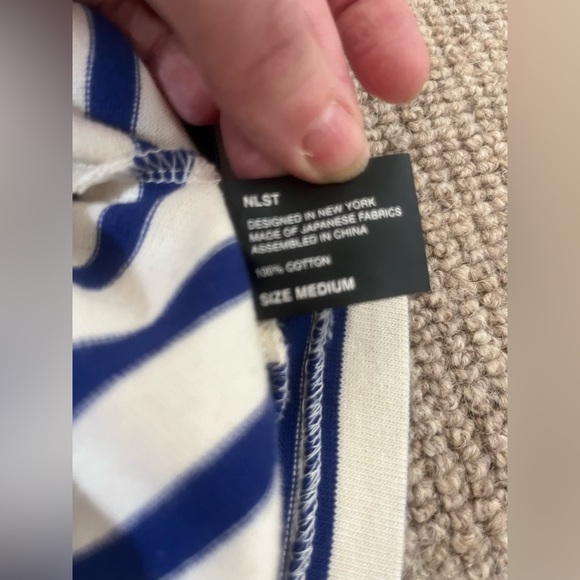 NLST
DESIGNED IN NEW YORK
MADE OF JAPANESE FABRICS
ASSEMBLED IN CHINA
100% COTTON
SIZE MEDIUM